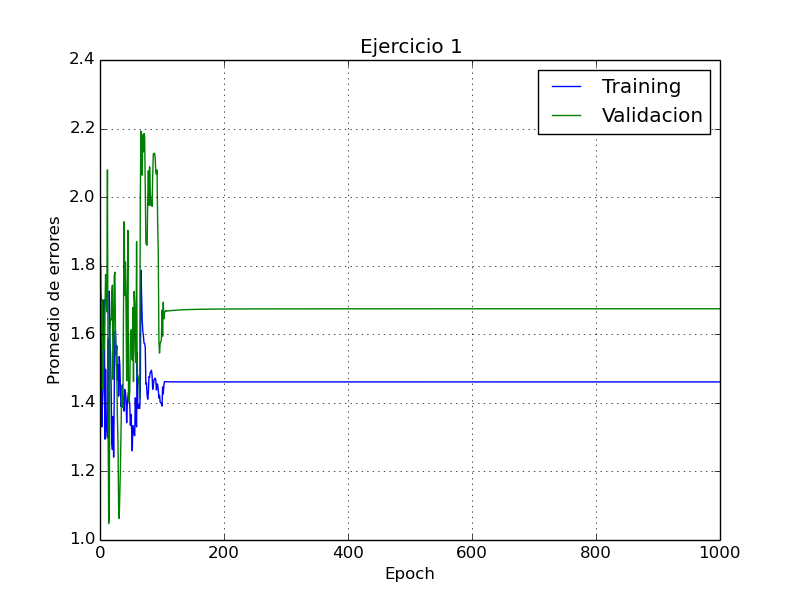 Ejercicio 1
Training
Validacion
Promedio de errores
2.4
2.2
2.0
1.8
1.6
1.4
1.2
1.0
0 200 400 600 800 1000
Epoch